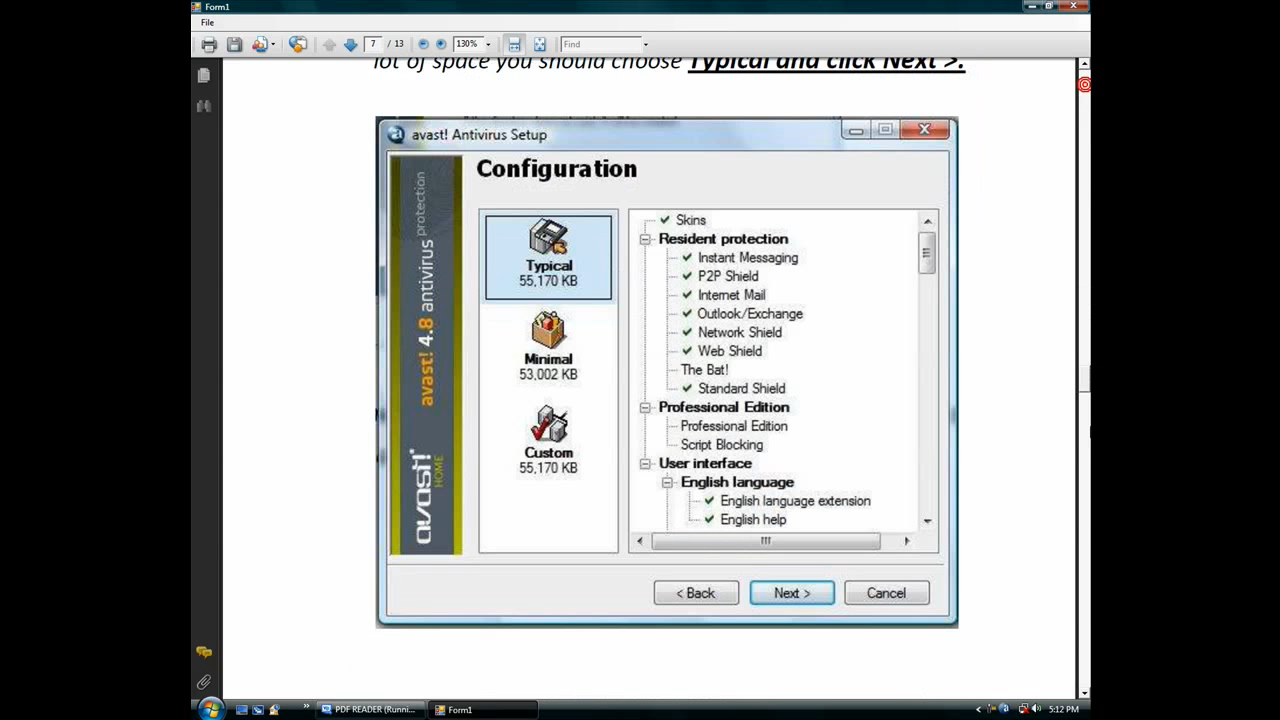 Form1
File
7 / 13
130%
Find
lot of space you should choose Typical and click Next >.
avast! Antivirus Setup
Configuration
avast! 4.8 antivirus protection
avast! HOME
Typical
55,170 KB
Minimal
53,002 KB
Custom
55,170 KB
Skins
Resident protection
Instant Messaging
P2P Shield
Internet Mail
Outlook/Exchange
Network Shield
Web Shield
The Bat!
Standard Shield
Professional Edition
Professional Edition
Script Blocking
User interface
English language
English language extension
English help
< Back
Next >
Cancel
PDF READER (Runni...
Form1
5:12 PM